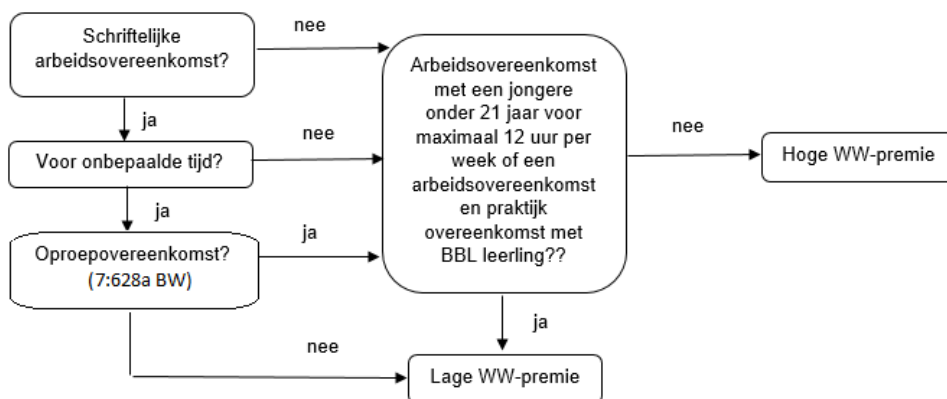 Schriftelijke
arbeidsovereenkomst?
nee
ja
Voor onbepaalde tijd?
nee
ja
Oproepovereenkomst?
(7:628a BW)
ja
nee
Arbeidsovereenkomst
met een jongere
onder 21 jaar voor
maximaal 12 uur per
week of een
arbeidsovereenkomst
en praktijk
overeenkomst met
BBL leerling??
nee
Hoge WW-premie
ja
Lage WW-premie